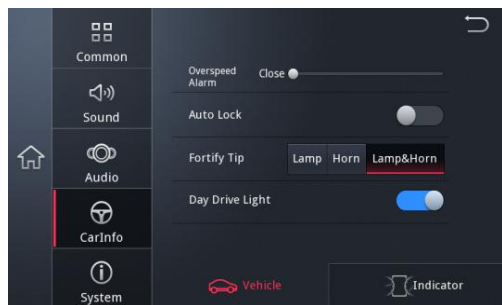 Common
Sound
Audio
CarInfo
System
Overspeed
Alarm
Close
Auto Lock
Fortify Tip
Lamp Horn Lamp&Horn
Day Drive Light
Vehicle
Indicator